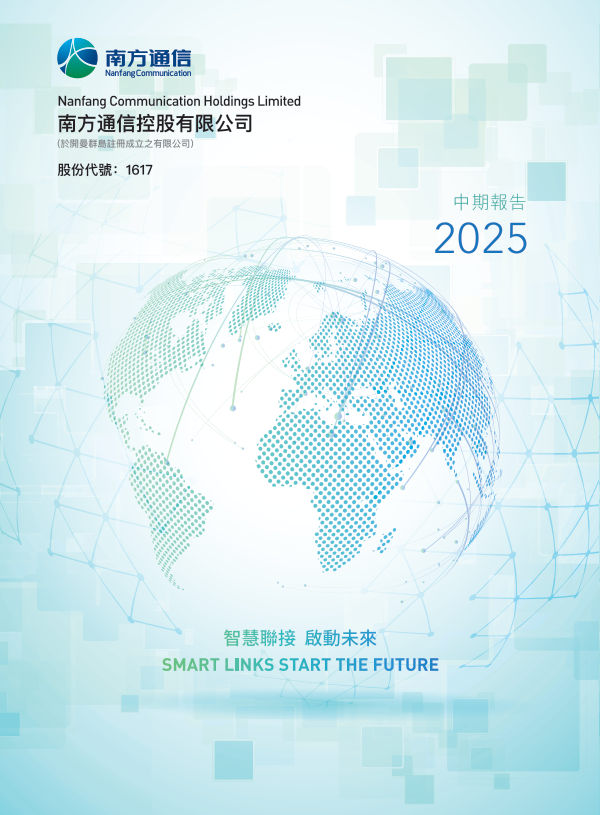 南方通信
Nanfang Communication
Nanfang Communication Holdings Limited
南方通信控股有限公司
(於開曼群島註冊成立之有限公司)
股份代號：1617
中期報告
2025
智慧聯接 啟動未來
SMART LINKS START THE FUTURE